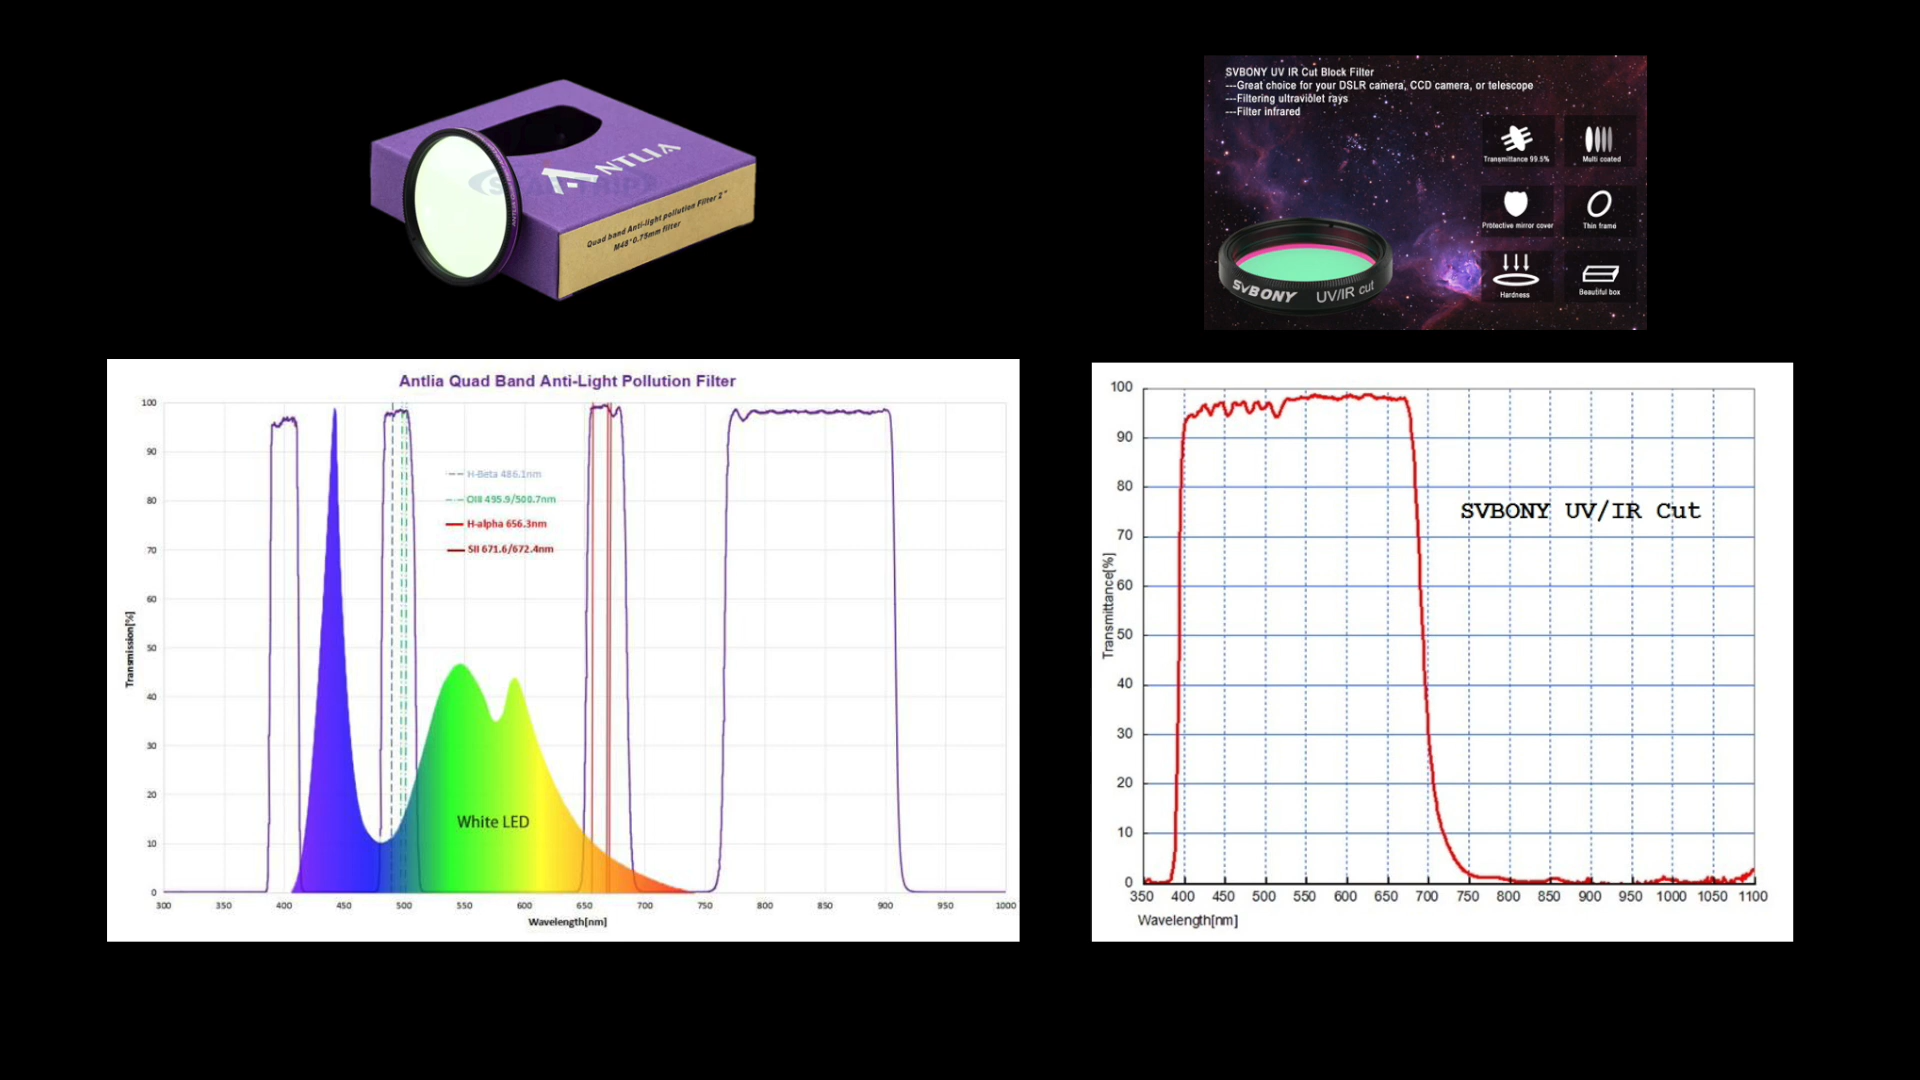 ANTLIA
Quad band Anti-light pollution Filter 2"
M48*0.75mm filter
SVBONY UV IR Cut Block Filter
---Great choice for your DSLR camera, CCD camera, or telescope
---Filtering ultraviolet rays
---Filter infrared
Transmittance 99.5%
Multi coated
Protective mirror cover
Thin frame
Hardness
Beautiful box
SVBONY UV/IR cut
Antlia Quad Band Anti-Light Pollution Filter
100
90
80
70
60
50
40
30
20
10
0
Transmission[%]
H-Beta 486.1nm
OIII 495.9/500.7nm
H-alpha 656.3nm
SII 671.6/672.4nm
White LED
300 350 400 450 500 550 600 650 700 750 800 850 900 950 1000
Wavelength[nm]
100
90
80
70
60
50
40
30
20
10
0
Transmittance[%]
SVBONY UV/IR Cut
350 400 450 500 550 600 650 700 750 800 850 900 950 1000 1050 1100
Wavelength[nm]